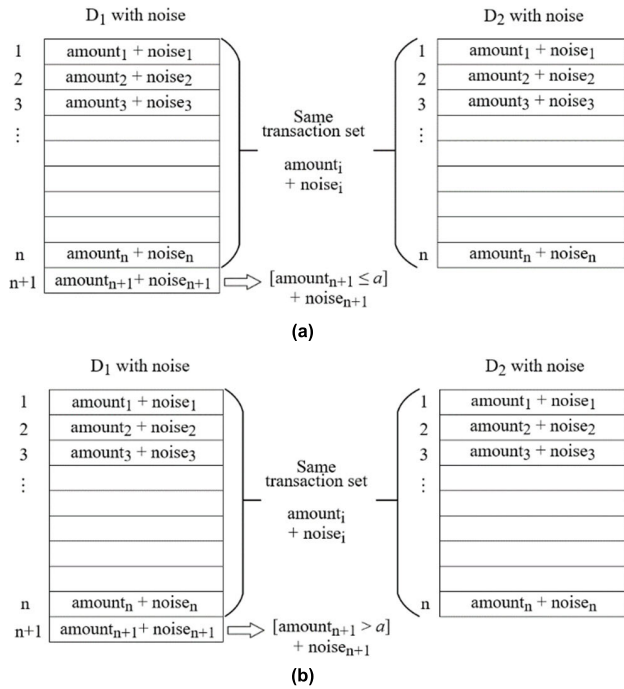 D₁ with noise D₂ with noise
1 amount₁ + noise₁ 1 amount₁ + noise₁
2 amount₂ + noise₂ 2 amount₂ + noise₂
3 amount₃ + noise₃ 3 amount₃ + noise₃
⋮ ⋮
Same
transaction set
amountᵢ
+ noiseᵢ
n amountₙ + noiseₙ n amountₙ + noiseₙ
n+1 amountₙ₊₁ + noiseₙ₊₁ ⇨ [amountₙ₊₁ ≤ a]
+ noiseₙ₊₁
(a)
D₁ with noise D₂ with noise
1 amount₁ + noise₁ 1 amount₁ + noise₁
2 amount₂ + noise₂ 2 amount₂ + noise₂
3 amount₃ + noise₃ 3 amount₃ + noise₃
⋮ ⋮
Same
transaction set
amountᵢ
+ noiseᵢ
n amountₙ + noiseₙ n amountₙ + noiseₙ
n+1 amountₙ₊₁ + noiseₙ₊₁ ⇨ [amountₙ₊₁ > a]
+ noiseₙ₊₁
(b)